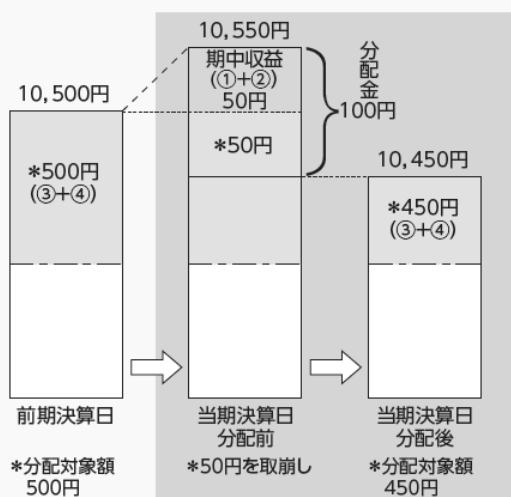 10,550円
期中収益
(①+②)
50円
分配金
100円
10,500円
*50円
*500円
(③+④)
10,450円
*450円
(③+④)
前期決算日
当期決算日
分配前
当期決算日
分配後
*分配対象額
500円
*50円を取崩し
*分配対象額
450円